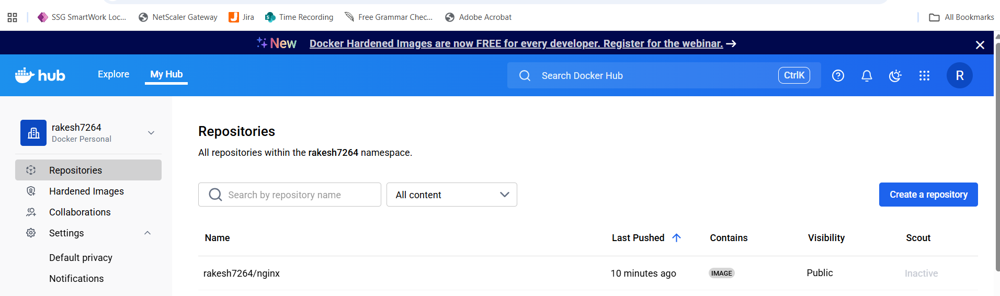 SSG SmartWork Loc... NetScaler Gateway Jira Time Recording Free Grammar Chec... Adobe Acrobat All Bookmarks
New Docker Hardened Images are now FREE for every developer. Register for the webinar. →
hub Explore My Hub Search Docker Hub CtrlK R
rakesh7264
Docker Personal
Repositories
Hardened Images
Collaborations
Settings
Default privacy
Notifications
Repositories
All repositories within the rakesh7264 namespace.
Search by repository name All content Create a repository
Name Last Pushed Contains Visibility Scout
rakesh7264/nginx 10 minutes ago IMAGE Public Inactive